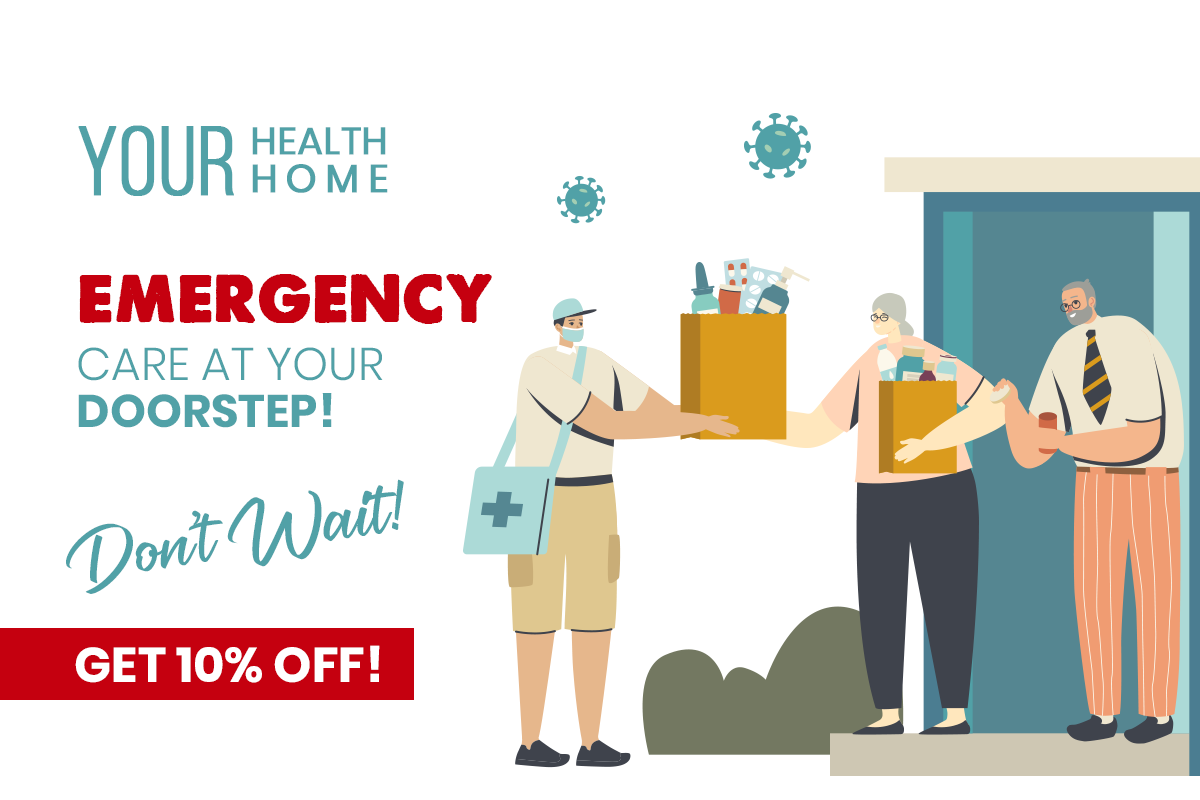 YOUR HEALTH
HOME
EMERGENCY
CARE AT YOUR
DOORSTEP!
Don't Wait!
GET 10% OFF!